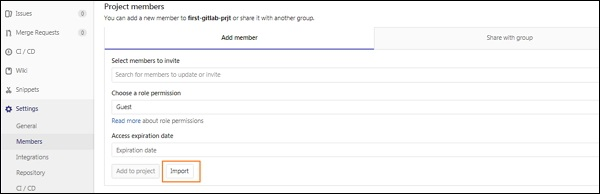 Issues 0
Merge Requests 0
CI / CD
Wiki
Snippets
Settings
General
Members
Integrations
Repository
CI / CD
Project members
You can add a new member to first-gitlab-prjt or share it with another group.
Add member
Share with group
Select members to invite
Search for members to update or invite
Choose a role permission
Guest
Read more about role permissions
Access expiration date
Expiration date
Add to project
Import